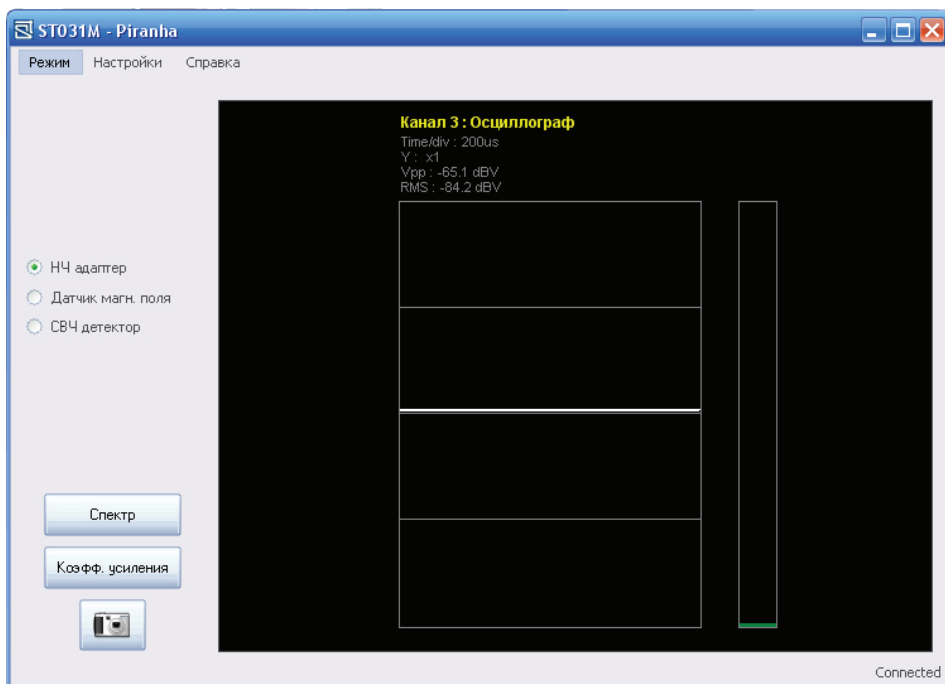 ST031M - Piranha
Режим Настройки Справка
Канал 3 : Осциллограф
Time/div : 200us
Y : x1
Vpp : -65.1 dBV
RMS : -84.2 dBV
НЧ адаптер
Датчик магн. поля
СВЧ детектор
Спектр
Коэфф. усиления
Connected